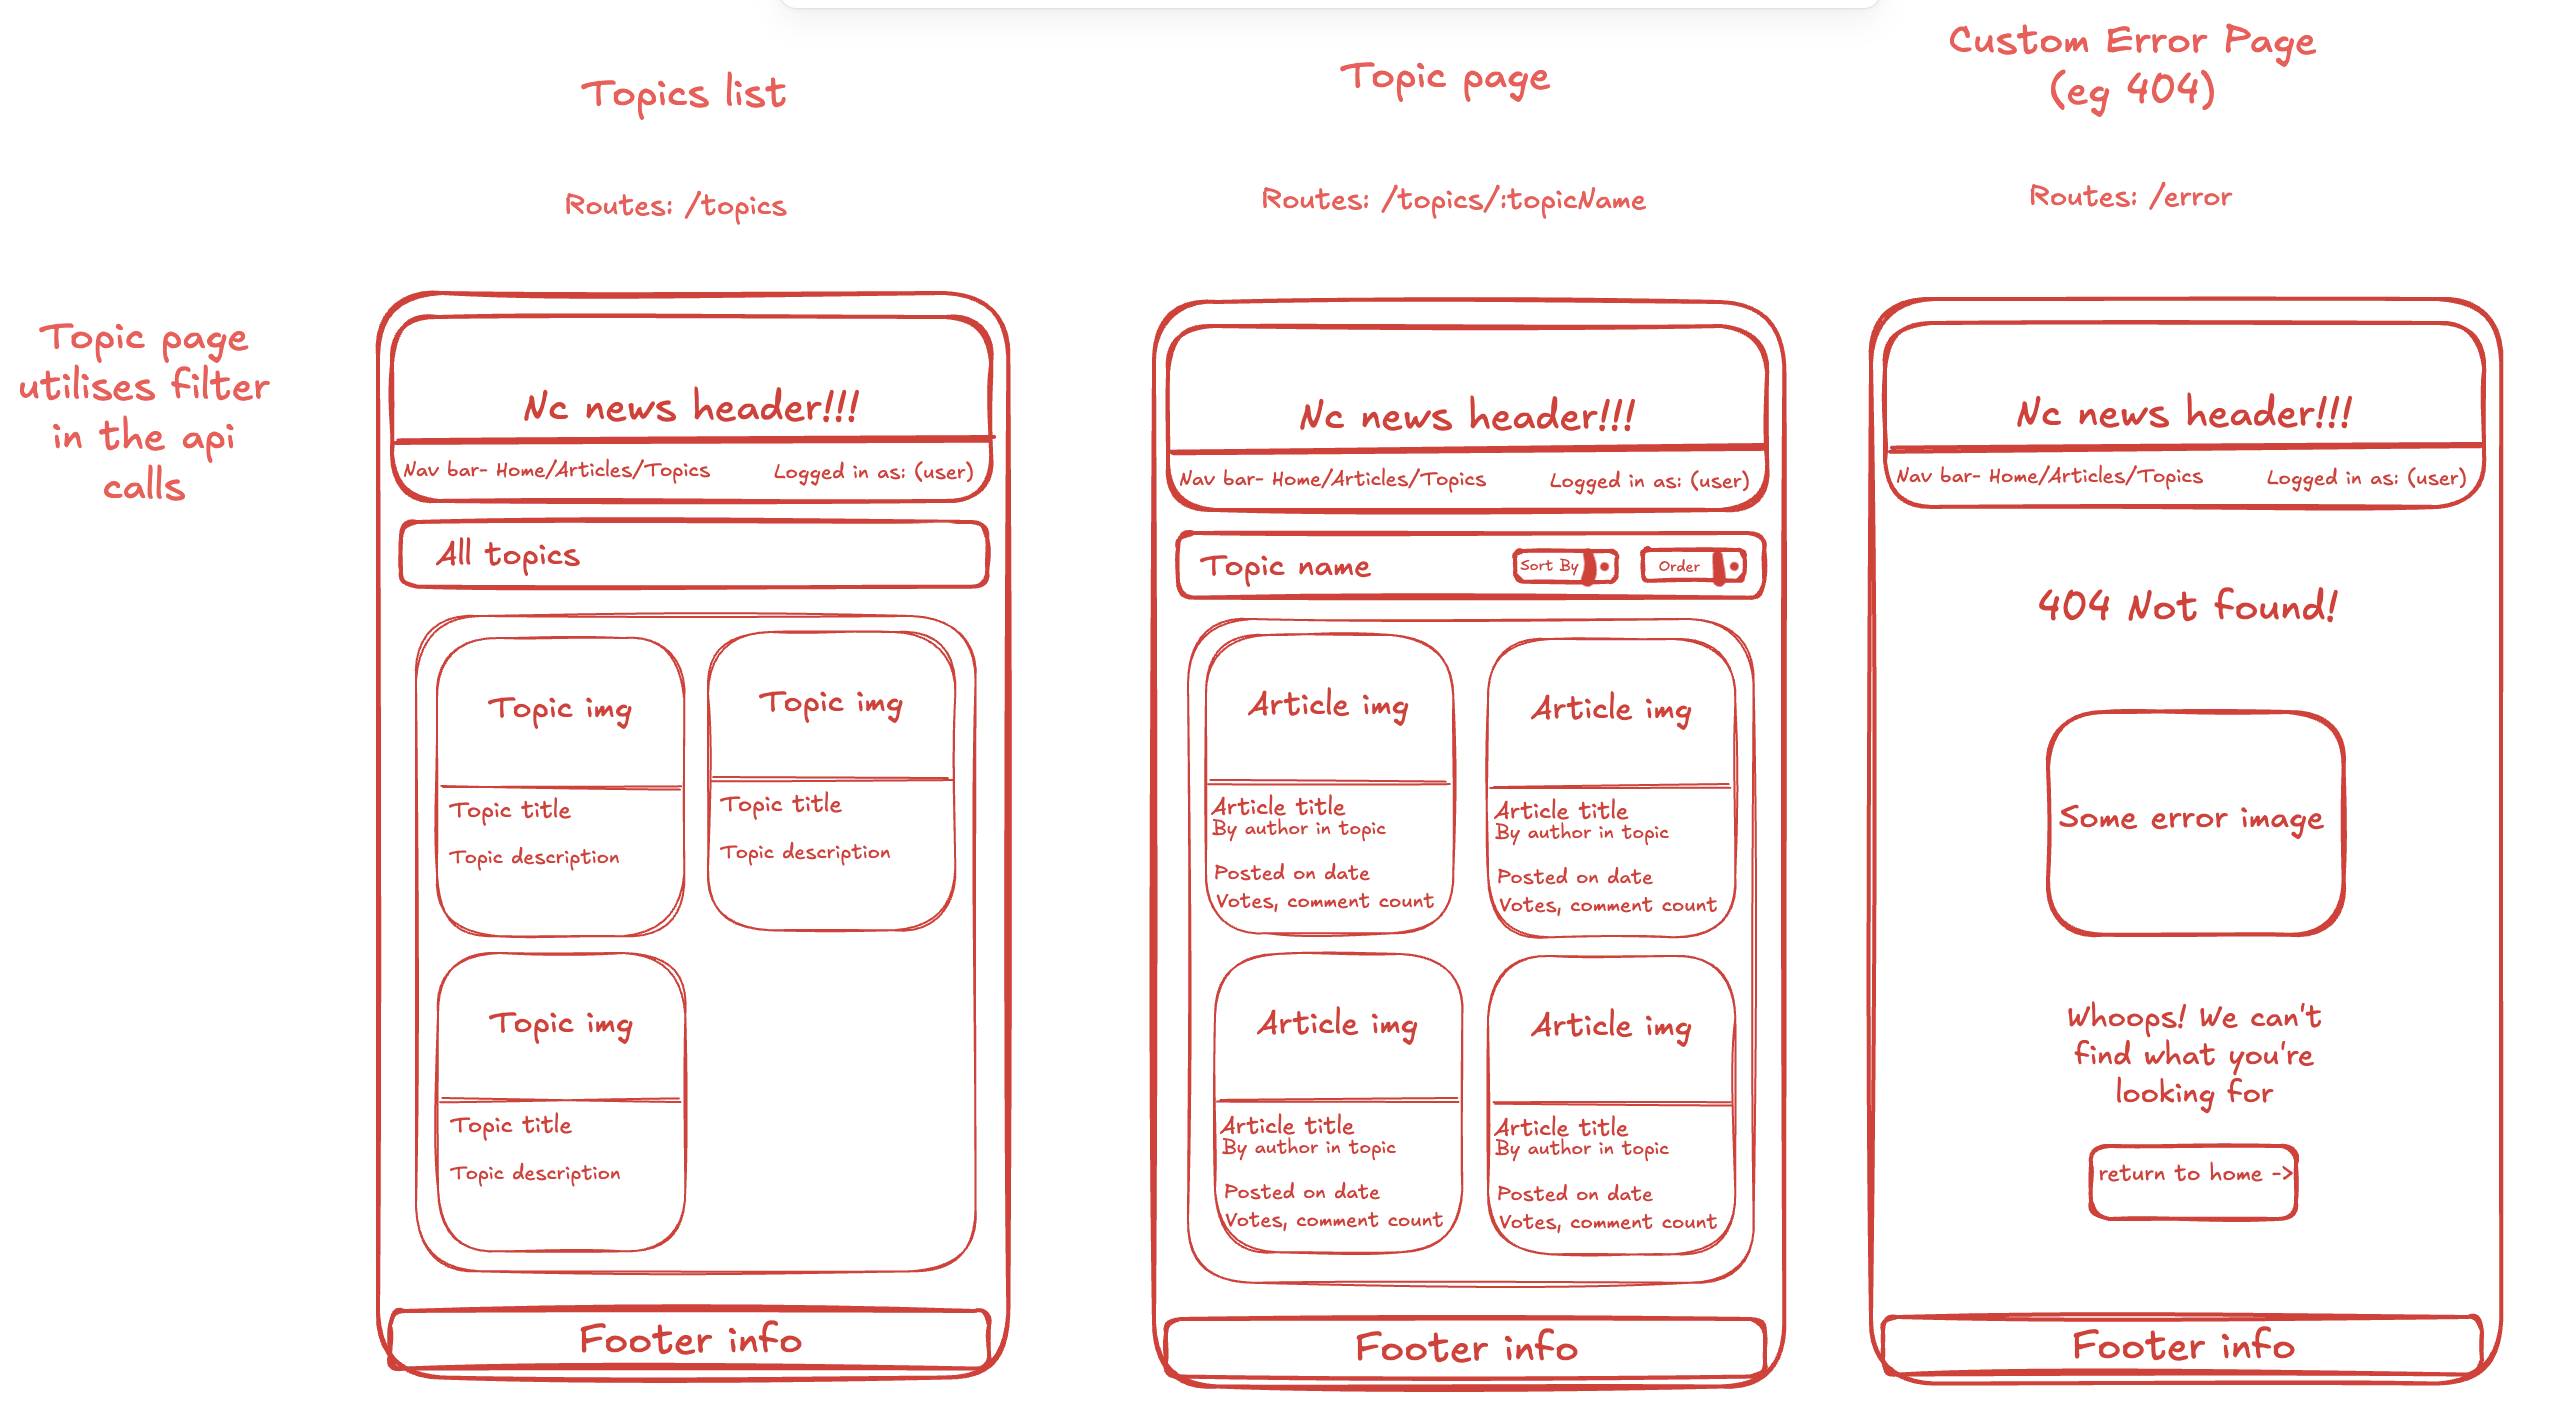 Topic page
utilises filter
in the api
calls
Topics list
Routes: /topics
Nc news header!!!
Nav bar- Home/Articles/Topics
Logged in as: (user)
All topics
Topic img
Topic title
Topic description
Topic img
Topic title
Topic description
Topic img
Topic title
Topic description
Footer info
Topic page
Routes: /topics/:topicName
Nc news header!!!
Nav bar- Home/Articles/Topics
Logged in as: (user)
Topic name
Sort By
Order
Article img
Article title
By author in topic
Posted on date
Votes, comment count
Article img
Article title
By author in topic
Posted on date
Votes, comment count
Article img
Article title
By author in topic
Posted on date
Votes, comment count
Article img
Article title
By author in topic
Posted on date
Votes, comment count
Footer info
Custom Error Page
(eg 404)
Routes: /error
Nc news header!!!
Nav bar- Home/Articles/Topics
Logged in as: (user)
404 Not found!
Some error image
Whoops! We can't
find what you're
looking for
return to home ->
Footer info